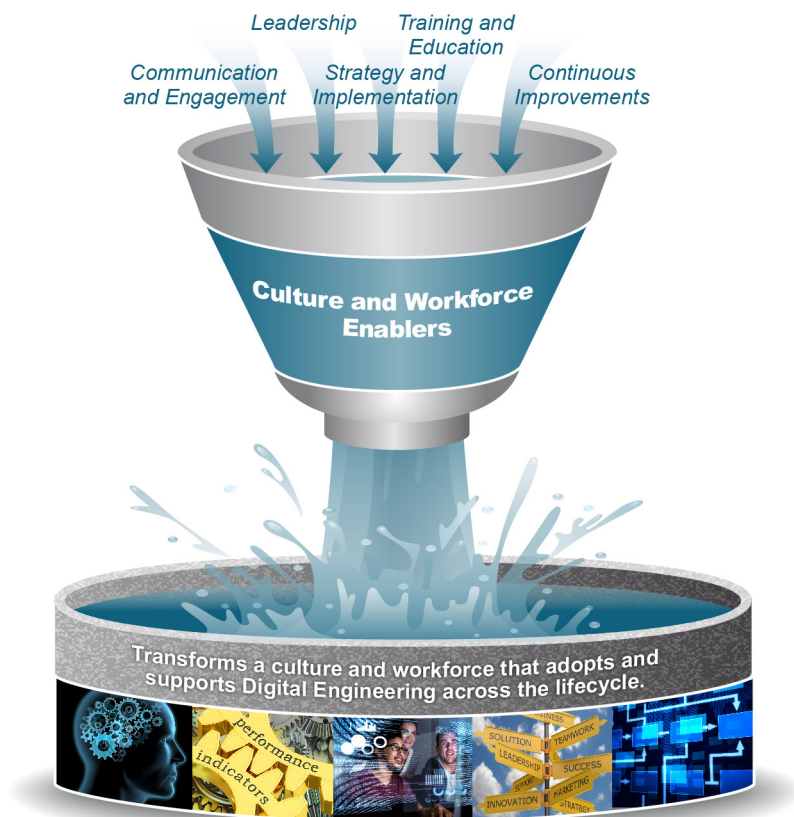 Leadership
Training and
Education
Communication
and Engagement
Strategy and
Implementation
Continuous
Improvements
Culture and Workforce
Enablers
Transforms a culture and workforce that adopts and
supports Digital Engineering across the lifecycle.
performance
indicators
BUSINESS
SOLUTION
TEAMWORK
LEADERSHIP
SUCCESS
SUPPORT
MARKETING
INNOVATION
STRATEGY